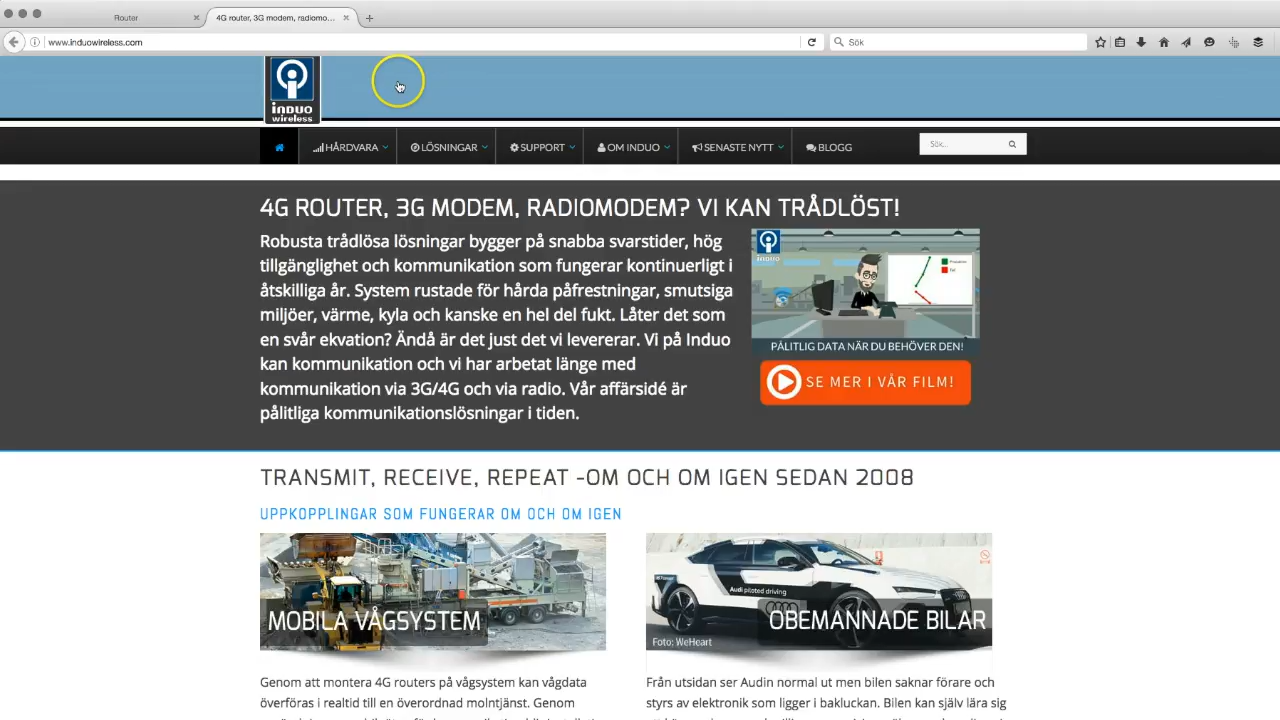 Router
4G router, 3G modem, radiomo...
www.induowireless.com
Sök
INDUO
wireless
HÅRDVARA
LÖSNINGAR
SUPPORT
OM INDUO
SENASTE NYTT
BLOGG
Sök...
4G ROUTER, 3G MODEM, RADIOMODEM? VI KAN TRÅDLÖST!
Robusta trådlösa lösningar bygger på snabba svarstider, hög
tillgänglighet och kommunikation som fungerar kontinuerligt i
åtskilliga år. System rustade för hårda påfrestningar, smutsiga
miljöer, värme, kyla och kanske en hel del fukt. Låter det som
en svår ekvation? Ändå är det just det vi levererar. Vi på Induo
kan kommunikation och vi har arbetat länge med
kommunikation via 3G/4G och via radio. Vår affärsidé är
pålitliga kommunikationslösningar i tiden.
INDUO
PÅLITLIG DATA NÄR DU BEHÖVER DEN!
SE MER I VÅR FILM!
TRANSMIT, RECEIVE, REPEAT -OM OCH OM IGEN SEDAN 2008
UPPKOPPLINGAR SOM FUNGERAR OM OCH OM IGEN
MOBILA VÅGSYSTEM
Audi piloted driving
OBEMANNADE BILAR
Foto: WeHeart
Genom att montera 4G routers på vågsystem kan vågdata
överföras i realtid till en överordnad molntjänst. Genom
Från utsidan ser Audin normal ut men bilen saknar förare och
styrs av elektronik som ligger i bakluckan. Bilen kan själv lära sig